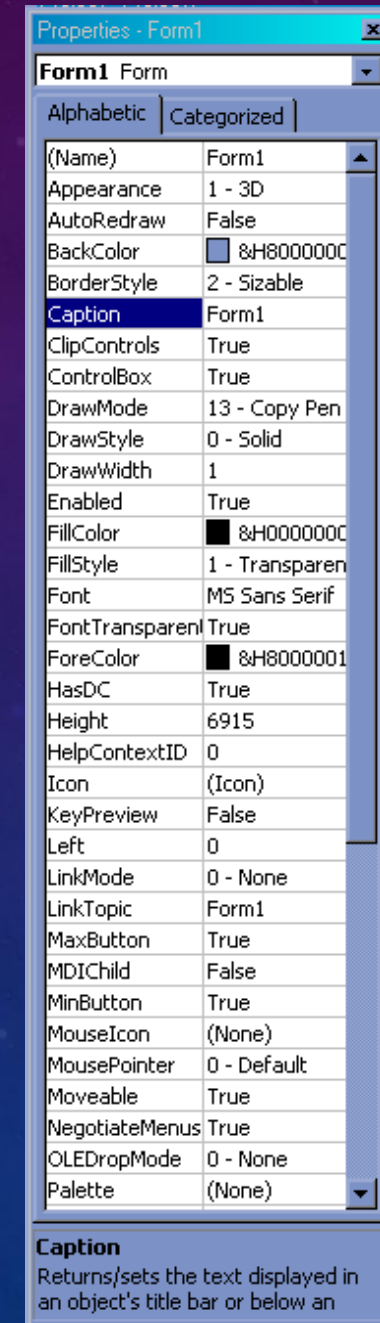 Properties - Form1
Form1 Form
Alphabetic Categorized
(Name) Form1
Appearance 1 - 3D
AutoRedraw False
BackColor &H8000000
BorderStyle 2 - Sizable
Caption Form1
ClipControls True
ControlBox True
DrawMode 13 - Copy Pen
DrawStyle 0 - Solid
DrawWidth 1
Enabled True
FillColor &H0000000
FillStyle 1 - Transparen
Font MS Sans Serif
FontTransparent True
ForeColor &H8000001
HasDC True
Height 6915
HelpContextID 0
Icon (Icon)
KeyPreview False
Left 0
LinkMode 0 - None
LinkTopic Form1
MaxButton True
MDIChild False
MinButton True
MouseIcon (None)
MousePointer 0 - Default
Moveable True
NegotiateMenus True
OLEDropMode 0 - None
Palette (None)
Caption
Returns/sets the text displayed in
an object's title bar or below an